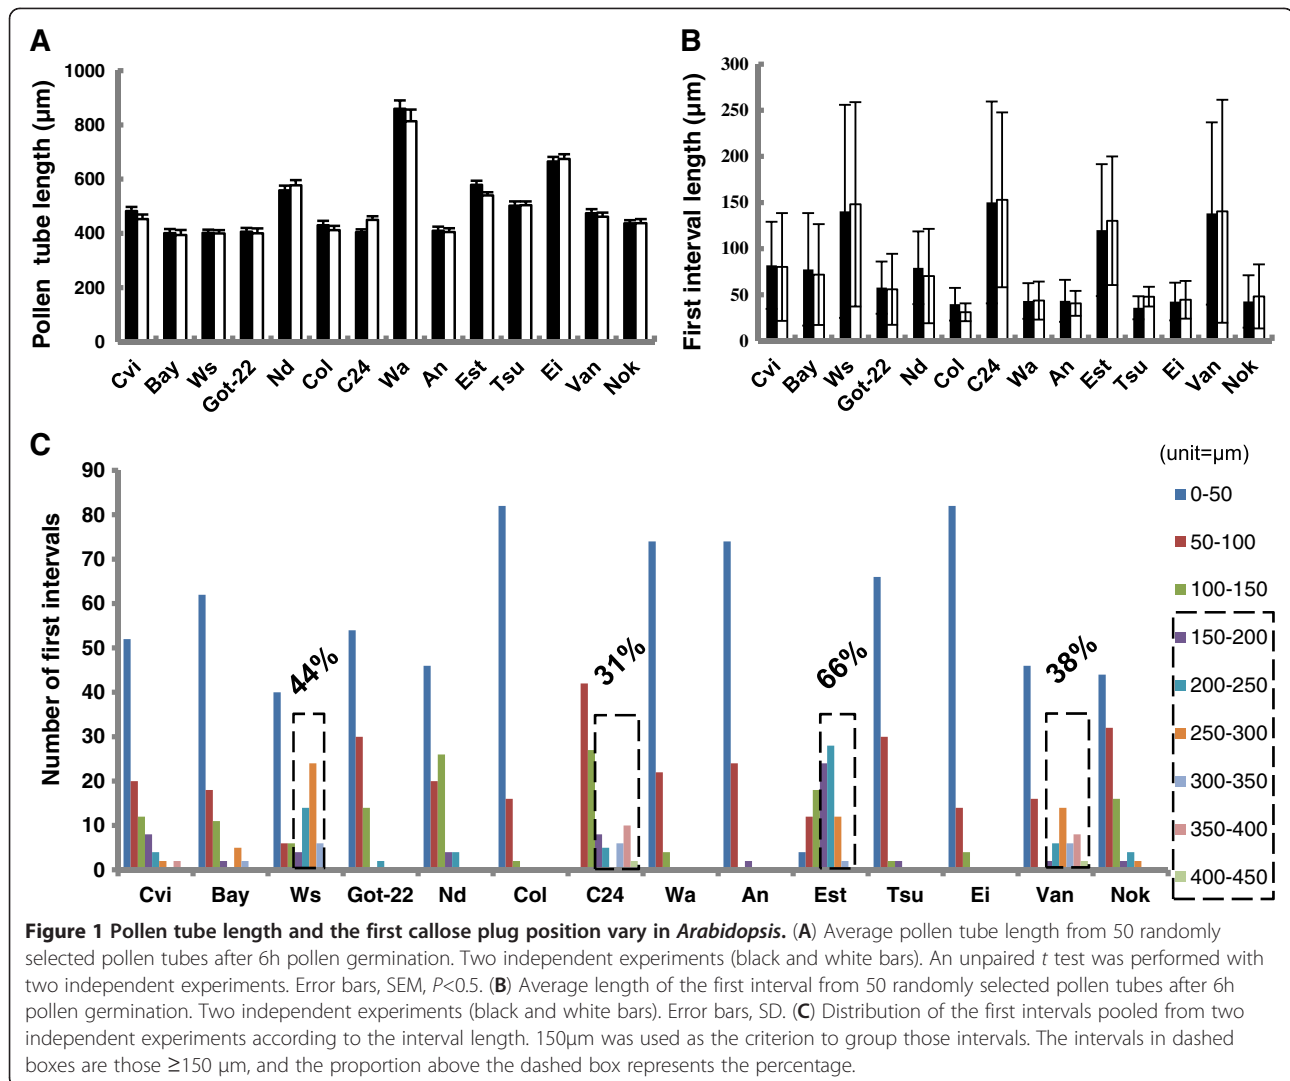 A
Pollen tube length (µm)
1000
800
600
400
200
0
Cvi
Bay
Ws
Got-22
Nd
Col
C24
Wa
An
Est
Tsu
Ei
Van
Nok
B
First interval length (µm)
300
250
200
150
100
50
0
Cvi
Bay
Ws
Got-22
Nd
Col
C24
Wa
An
Est
Tsu
Ei
Van
Nok
C
Number of first intervals
90
80
70
60
50
40
30
20
10
0
44%
31%
66%
38%
Cvi
Bay
Ws
Got-22
Nd
Col
C24
Wa
An
Est
Tsu
Ei
Van
Nok
(unit=µm)
0-50
50-100
100-150
150-200
200-250
250-300
300-350
350-400
400-450
Figure 1 Pollen tube length and the first callose plug position vary in Arabidopsis. (A) Average pollen tube length from 50 randomly
selected pollen tubes after 6h pollen germination. Two independent experiments (black and white bars). An unpaired t test was performed with
two independent experiments. Error bars, SEM, P<0.5. (B) Average length of the first interval from 50 randomly selected pollen tubes after 6h
pollen germination. Two independent experiments (black and white bars). Error bars, SD. (C) Distribution of the first intervals pooled from two
independent experiments according to the interval length. 150µm was used as the criterion to group those intervals. The intervals in dashed
boxes are those ≥150 µm, and the proportion above the dashed box represents the percentage.